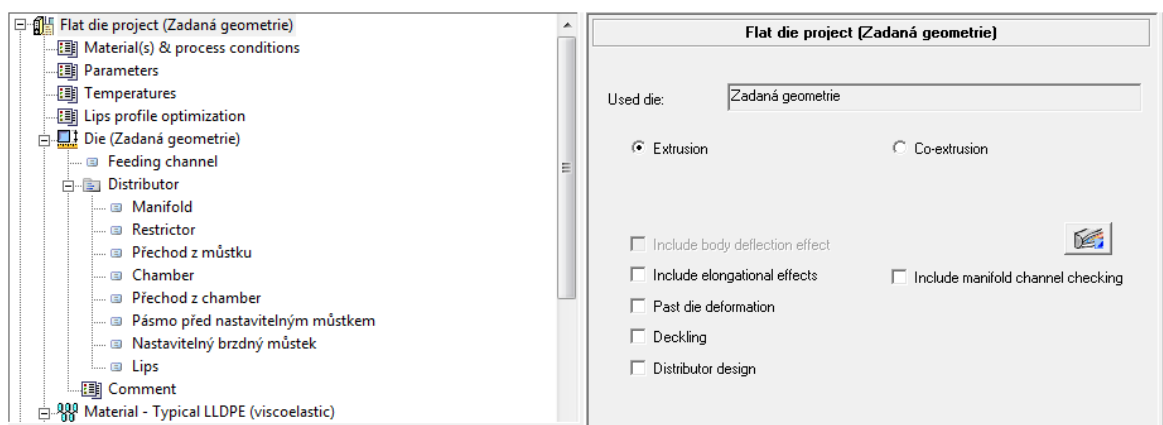 Flat die project (Zadaná geometrie)
Material(s) & process conditions
Parameters
Temperatures
Lips profile optimization
Die (Zadaná geometrie)
Feeding channel
Distributor
Manifold
Restrictor
Přechod z můstku
Chamber
Přechod z chamber
Pásmo před nastavitelným můstkem
Nastavitelný brzdný můstek
Lips
Comment
Material - Typical LLDPE (viscoelastic)
Flat die project (Zadaná geometrie)
Used die: Zadaná geometrie
Extrusion Co-extrusion
Include body deflection effect
Include elongational effects Include manifold channel checking
Past die deformation
Deckling
Distributor design